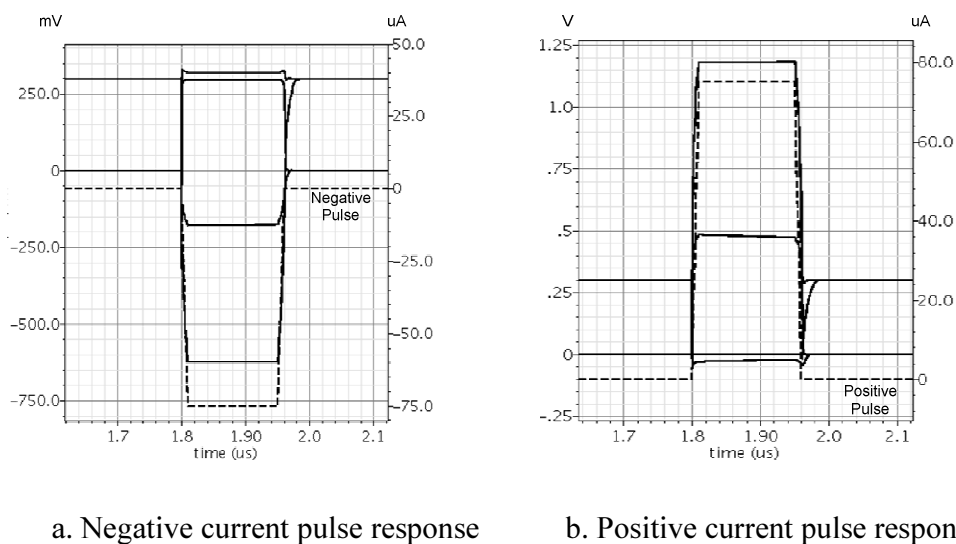 mV
uA
50.0
250.0
25.0
0
0
Negative
Pulse
-250.0
-25.0
-500.0
-50.0
-750.0
-75.0
1.7
1.8
1.90
2.0
2.1
time (us)
V
uA
1.25
80.0
1.0
60.0
.75
40.0
.5
.25
20.0
0
0
Positive
Pulse
-.25
1.7
1.8
1.90
2.0
2.1
time (us)
a. Negative current pulse response
b. Positive current pulse respon